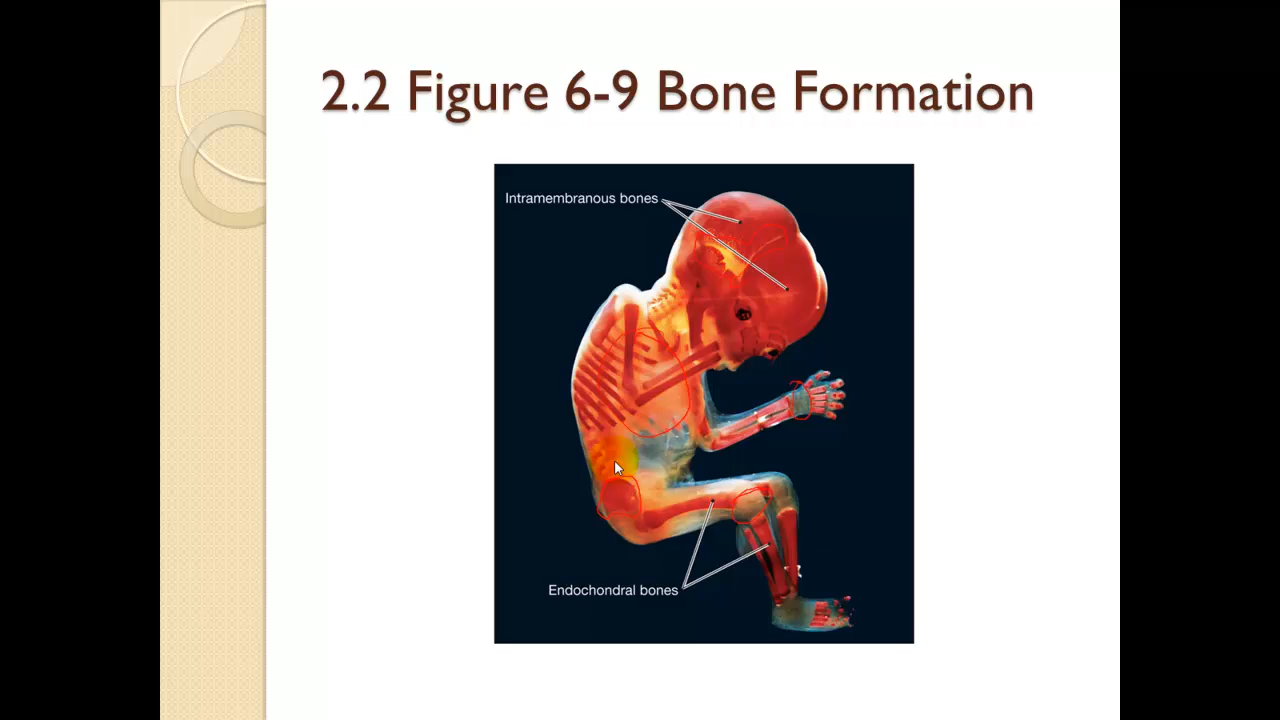 2.2 Figure 6-9 Bone Formation
Intramembranous bones
Endochondral bones